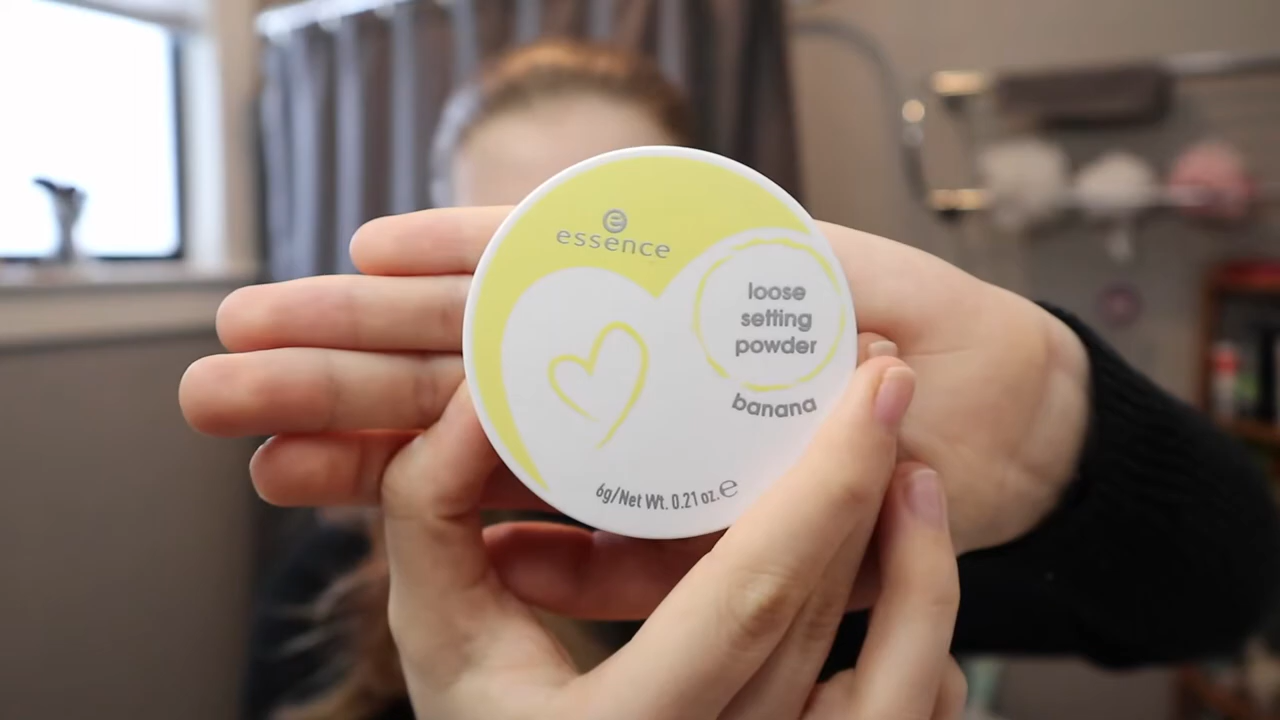 essence
loose
setting
powder
banana
6g/Net Wt. 0.21 oz. ℮